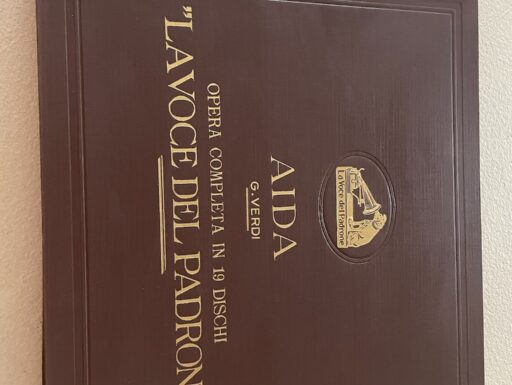 La Voce del Padrone
AIDA
G. VERDI
OPERA COMPLETA IN 19 DISCHI
"LA VOCE DEL PADRON